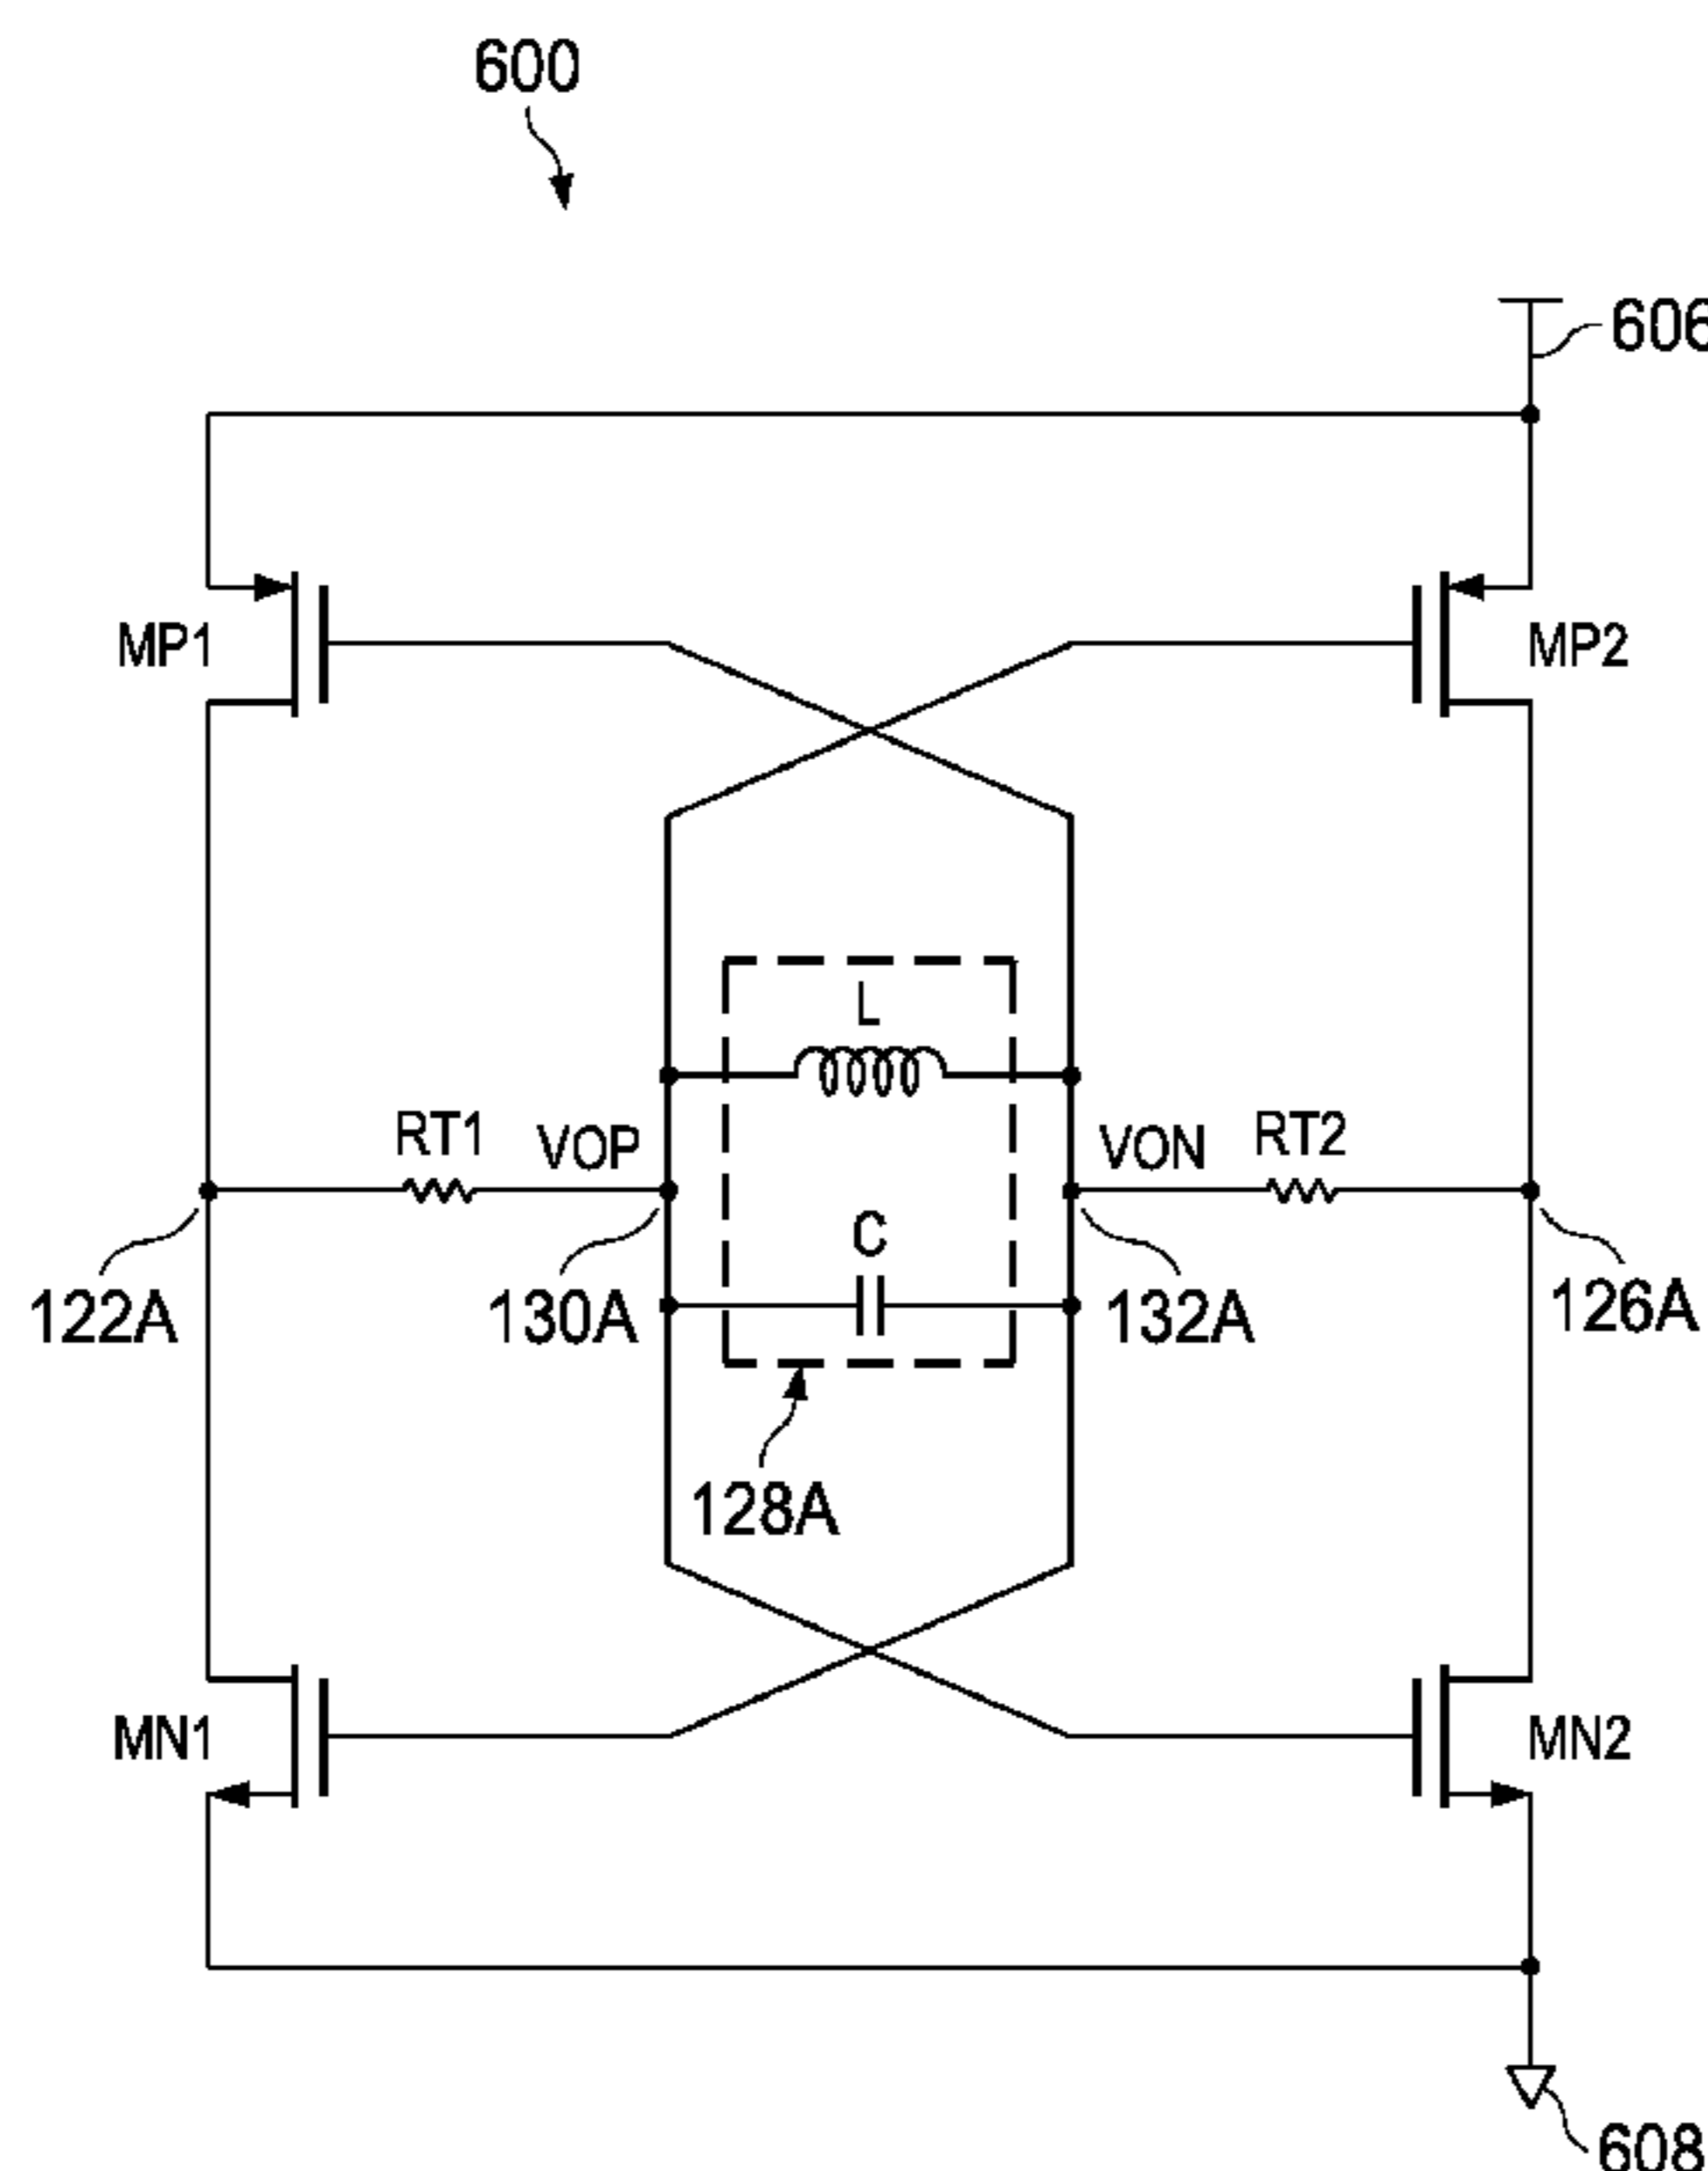 600
606
MP1
MP2
L
RT1
VOP
VON
RT2
C
122A
130A
132A
126A
128A
MN1
MN2
608